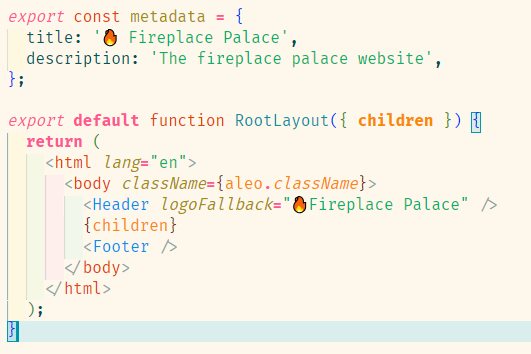 export const metadata = {
  title: '🔥 Fireplace Palace',
  description: 'The fireplace palace website',
};

export default function RootLayout({ children }) {
  return (
    <html lang="en">
      <body className={aleo.className}>
        <Header logoFallback="🔥Fireplace Palace" />
        {children}
        <Footer />
      </body>
    </html>
  );
}